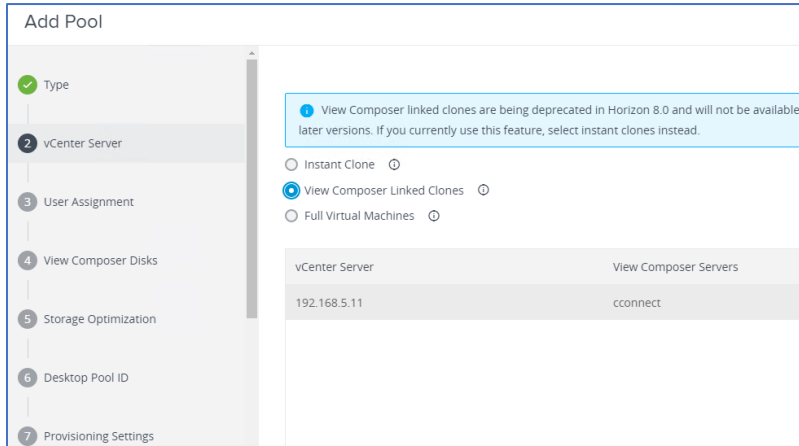 Add Pool
Type
2 vCenter Server
3 User Assignment
4 View Composer Disks
5 Storage Optimization
6 Desktop Pool ID
7 Provisioning Settings
View Composer linked clones are being deprecated in Horizon 8.0 and will not be available
later versions. If you currently use this feature, select instant clones instead.
Instant Clone
View Composer Linked Clones
Full Virtual Machines
vCenter Server View Composer Servers
192.168.5.11 cconnect